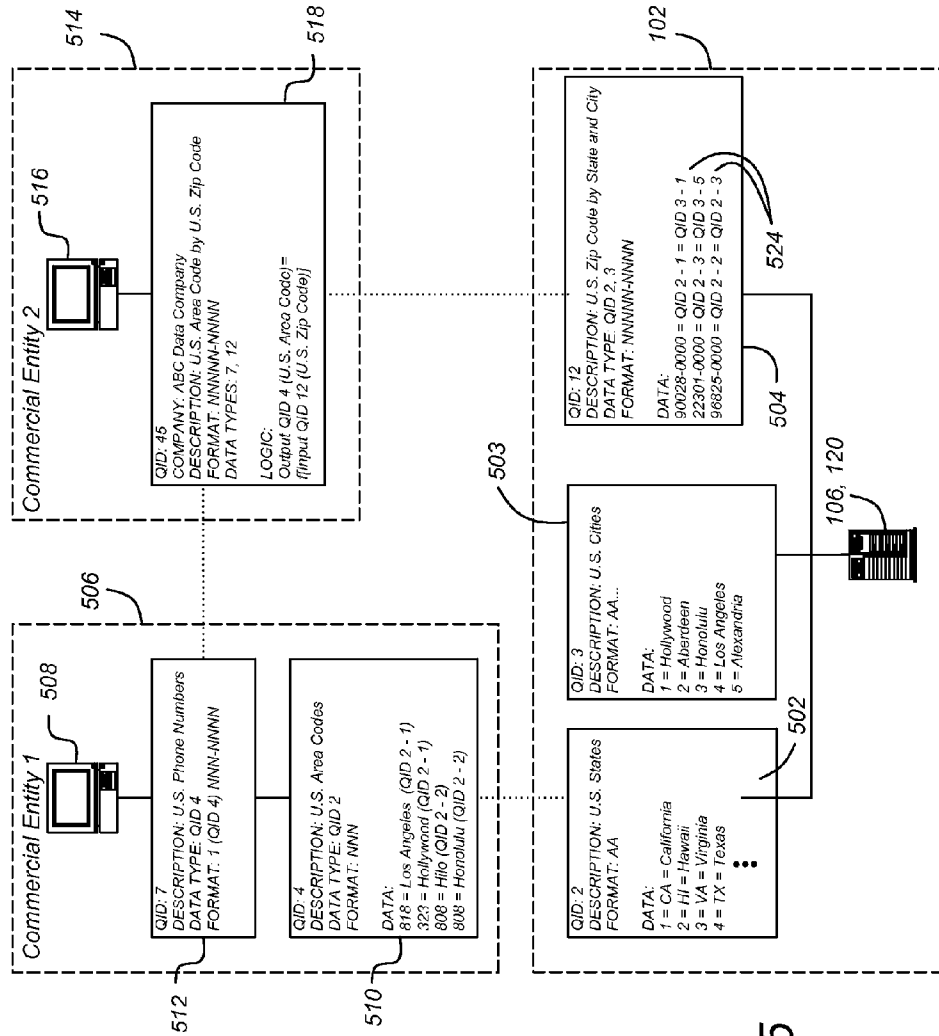 Commercial Entity 1
508
506
QID: 7
DESCRIPTION: U.S. Phone Numbers
DATA TYPE: QID 4
FORMAT: 1 (QID 4) NNN-NNNN
512
QID: 4
DESCRIPTION: U.S. Area Codes
DATA TYPE: QID 2
FORMAT: NNN
DATA:
818 = Los Angeles (QID 2 - 1)
323 = Hollywood (QID 2 - 1)
808 = Hilo (QID 2 - 2)
808 = Honolulu (QID 2 - 2)
510
Commercial Entity 2
516
514
518
QID: 45
COMPANY: ABC Data Company
DESCRIPTION: U.S. Area Code by U.S. Zip Code
FORMAT: NNNNN-NNNN
DATA TYPES: 7, 12
LOGIC:
Output QID 4 (U.S. Area Code)=
f[Input QID 12 (U.S. Zip Code)]
102
QID: 2
DESCRIPTION: U.S. States
FORMAT: AA
DATA:
1 = CA = California
2 = HI = Hawaii
3 = VA = Virginia
4 = TX = Texas
502
QID: 3
DESCRIPTION: U.S. Cities
FORMAT: AA...
DATA:
1 = Hollywood
2 = Aberdeen
3 = Honolulu
4 = Los Angeles
5 = Alexandria
503
QID: 12
DESCRIPTION: U.S. Zip Code by State and City
DATA TYPE: QID 2, 3
FORMAT: NNNNN-NNNN
DATA:
90028-0000 = QID 2 - 1 = QID 3 - 1
22301-0000 = QID 2 - 3 = QID 3 - 5
96825-0000 = QID 2 - 2 = QID 2 - 3
524
504
106, 120
5